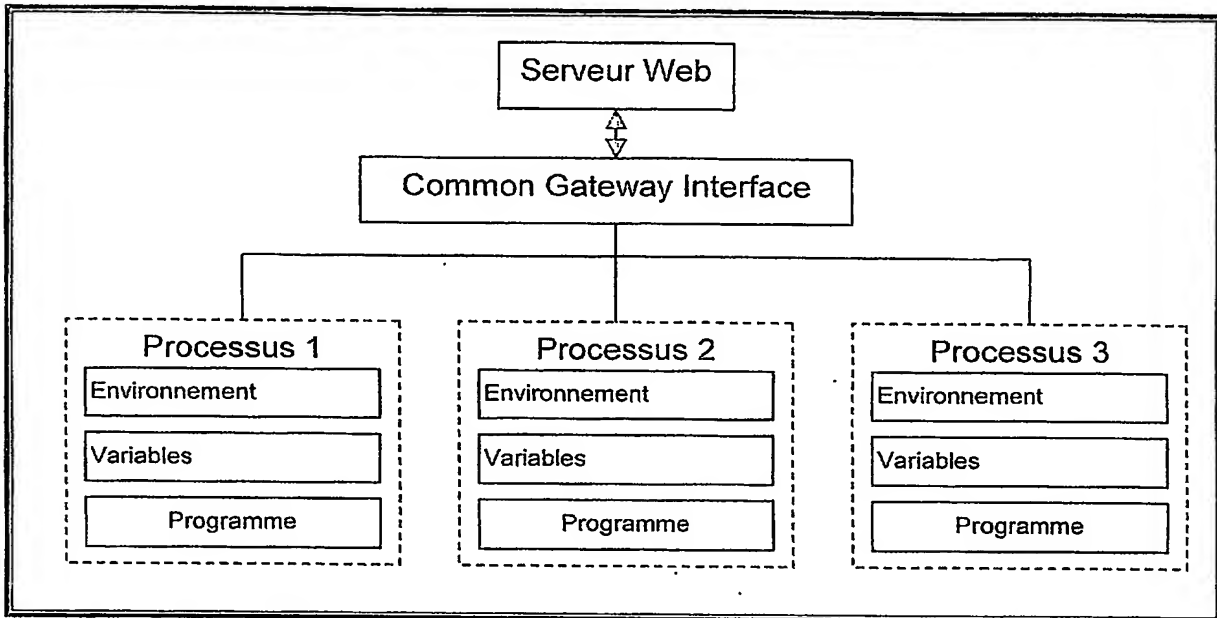 Serveur Web
Common Gateway Interface
Processus 1
Environnement
Variables
Programme
Processus 2
Environnement
Variables
Programme
Processus 3
Environnement
Variables
Programme